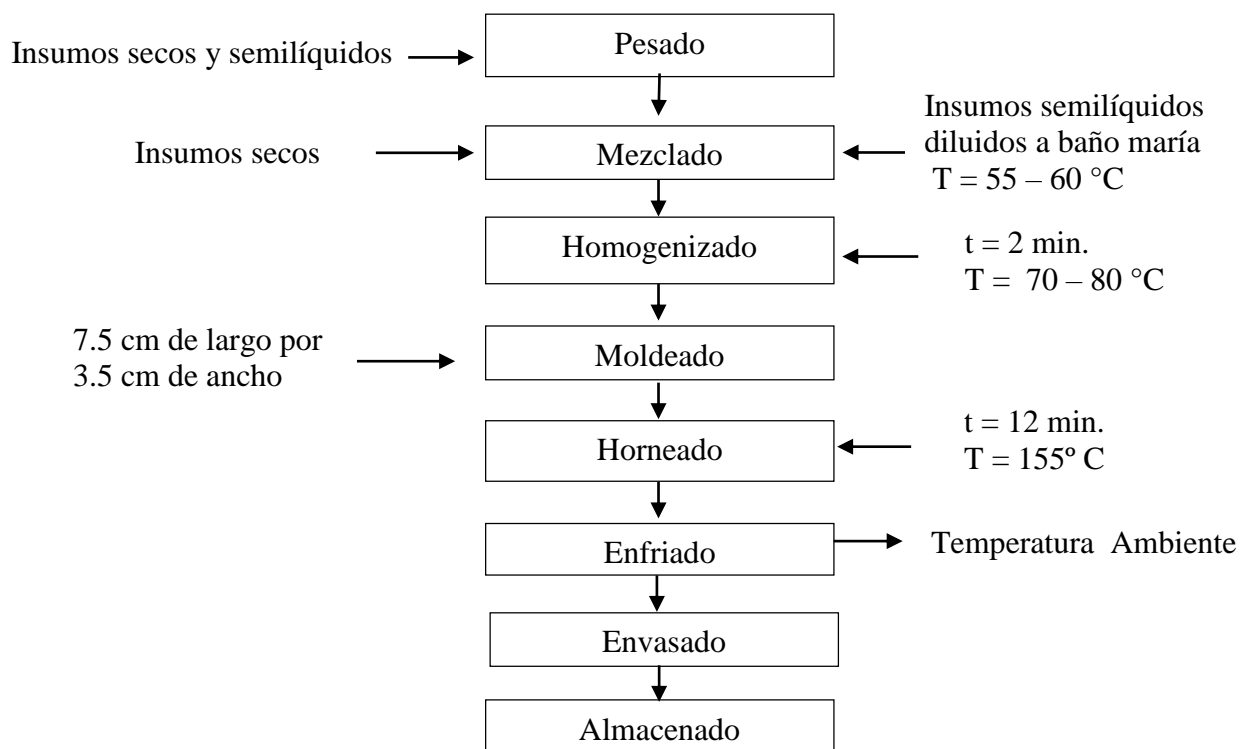 Insumos secos y semilíquidos
Pesado
Insumos secos
Mezclado
Insumos semilíquidos
diluidos a baño maría
T = 55 – 60 °C
Homogenizado
t = 2 min.
T = 70 – 80 °C
7.5 cm de largo por
3.5 cm de ancho
Moldeado
Horneado
t = 12 min.
T = 155º C
Enfriado
Temperatura Ambiente
Envasado
Almacenado